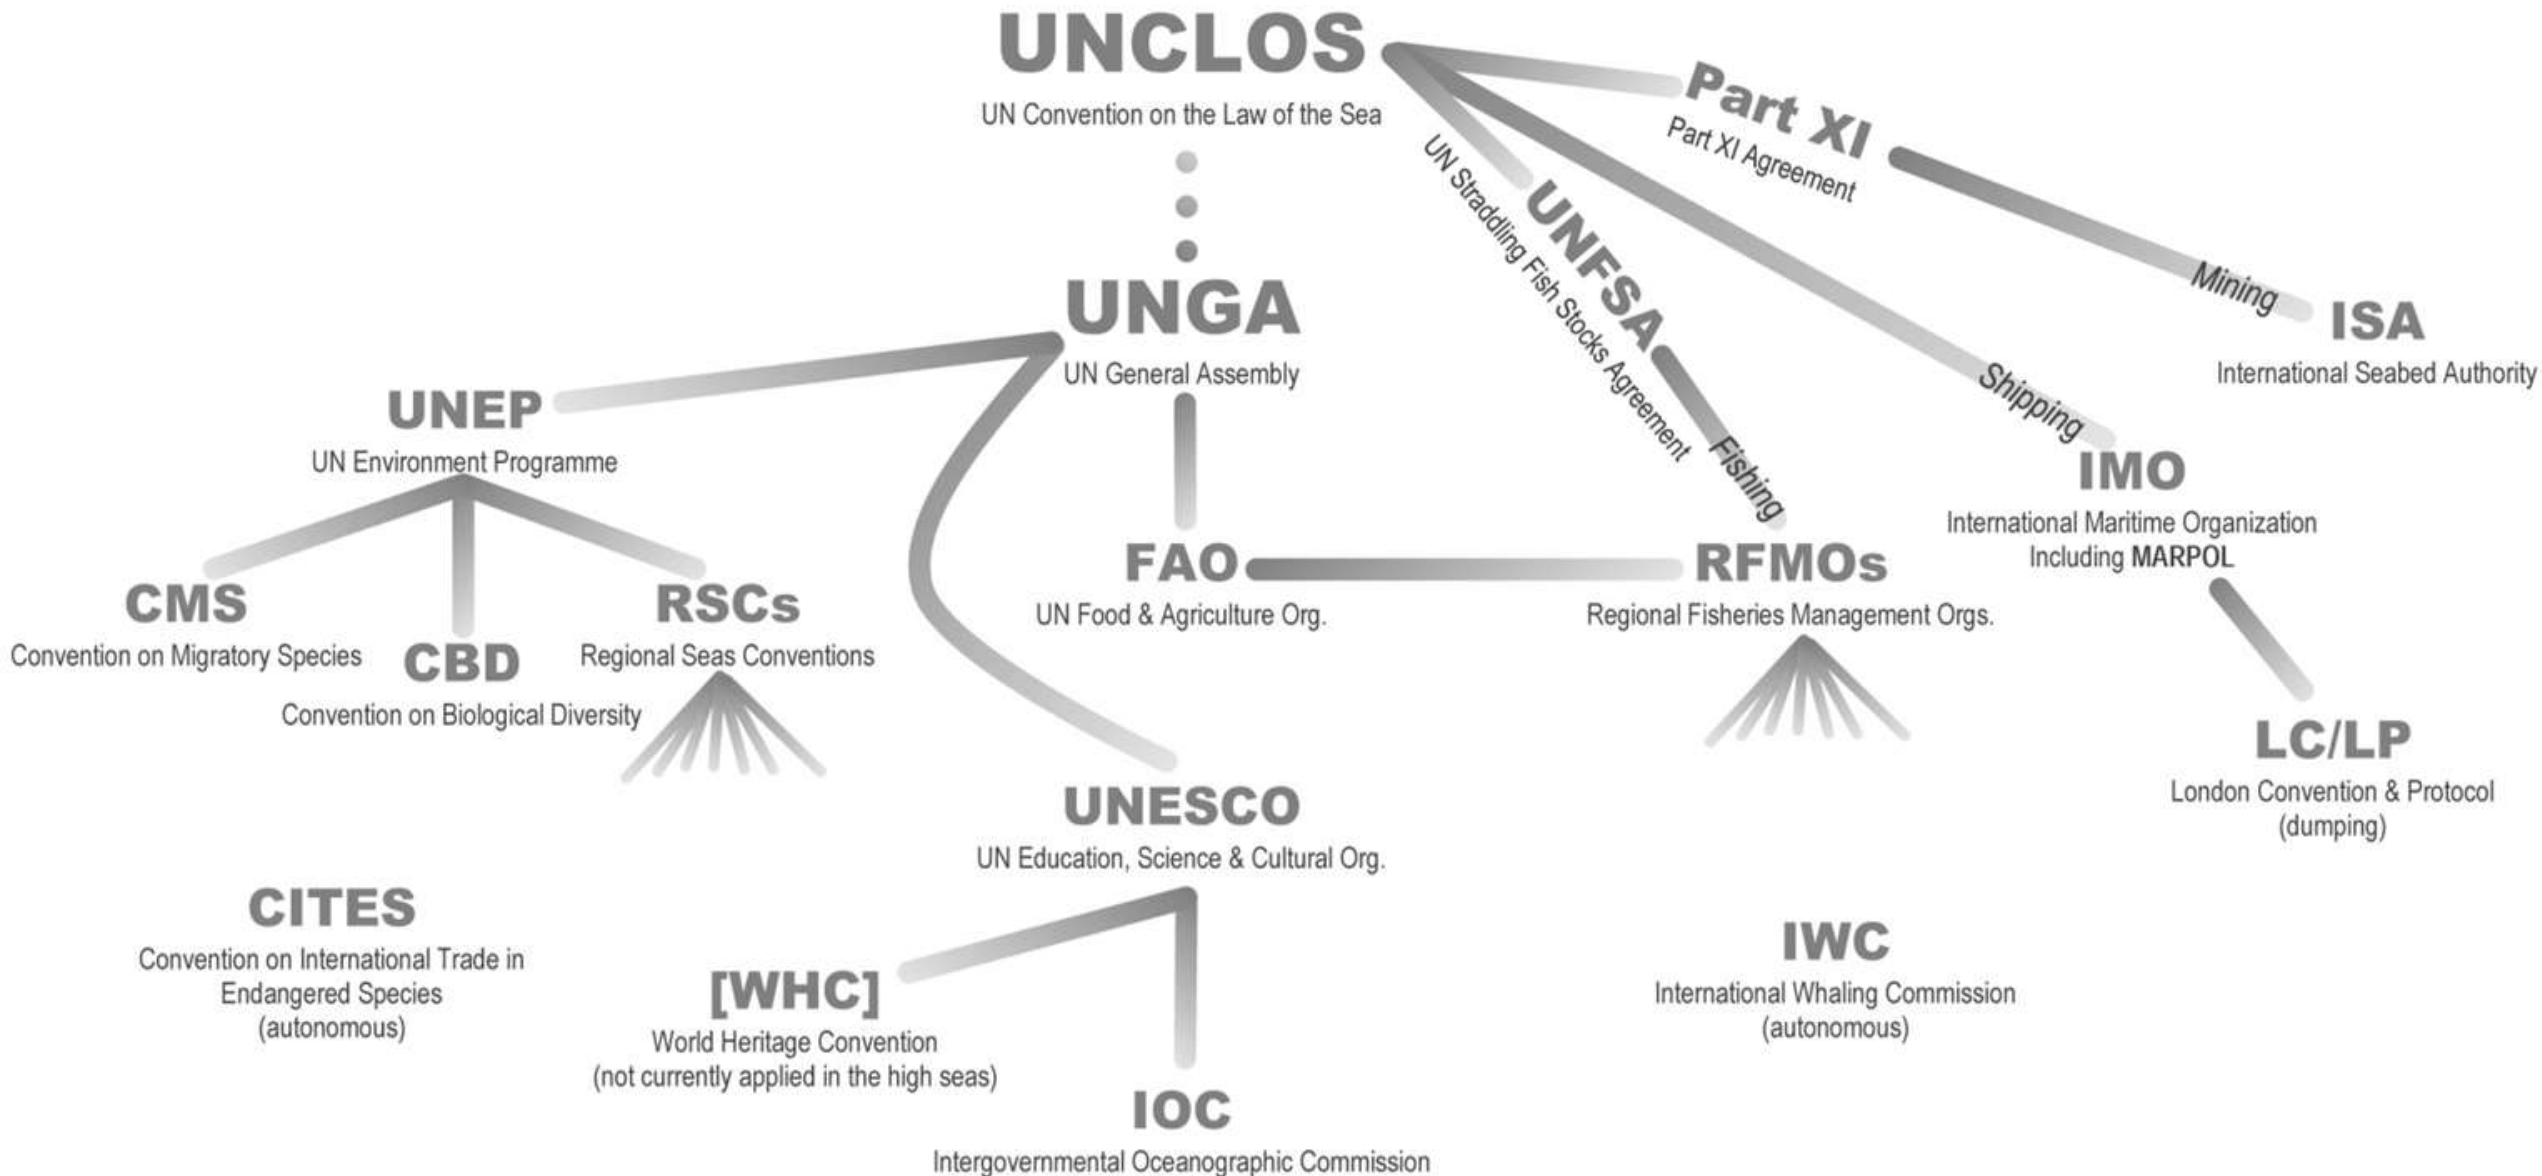 UNCLOS
UN Convention on the Law of the Sea
Part XI
Part XI Agreement
UNFSA
UN Straddling Fish Stocks Agreement
Mining
ISA
International Seabed Authority
Shipping
IMO
International Maritime Organization
Including MARPOL
Fishing
UNGA
UN General Assembly
UNEP
UN Environment Programme
CMS
Convention on Migratory Species
CBD
Convention on Biological Diversity
RSCs
Regional Seas Conventions
FAO
UN Food & Agriculture Org.
RFMOs
Regional Fisheries Management Orgs.
LC/LP
London Convention & Protocol
(dumping)
UNESCO
UN Education, Science & Cultural Org.
CITES
Convention on International Trade in
Endangered Species
(autonomous)
[WHC]
World Heritage Convention
(not currently applied in the high seas)
IOC
Intergovernmental Oceanographic Commission
IWC
International Whaling Commission
(autonomous)